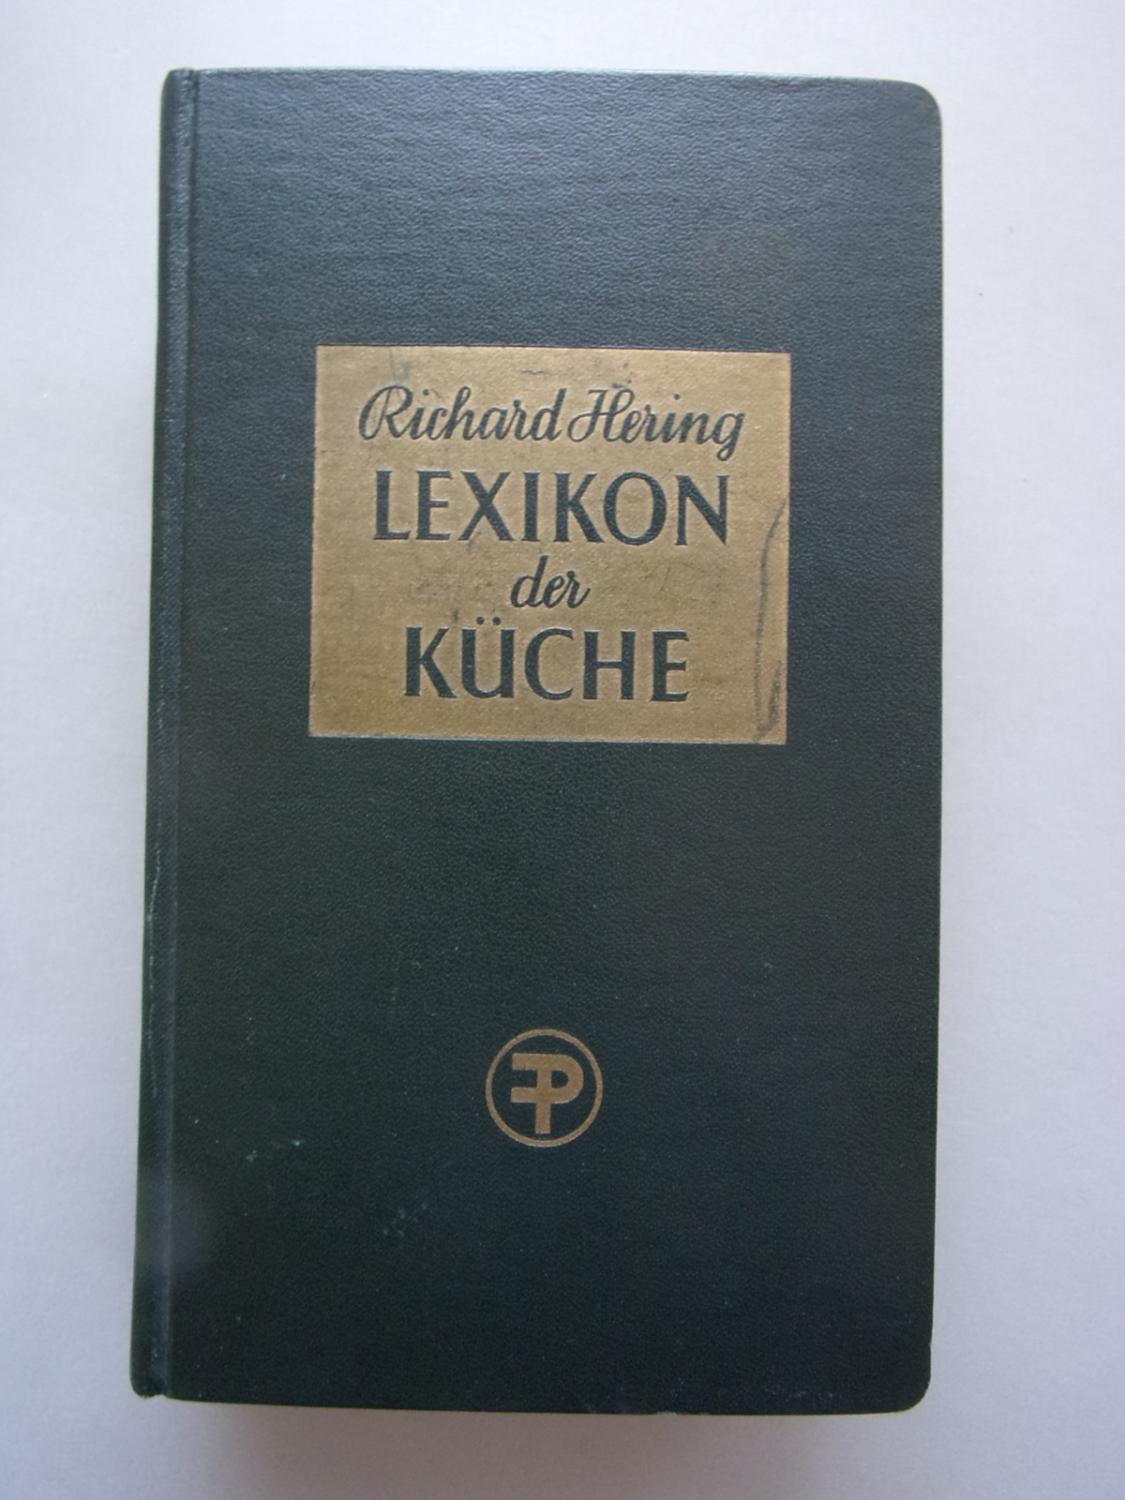 Richard Hering
LEXIKON
der
KÜCHE
FP